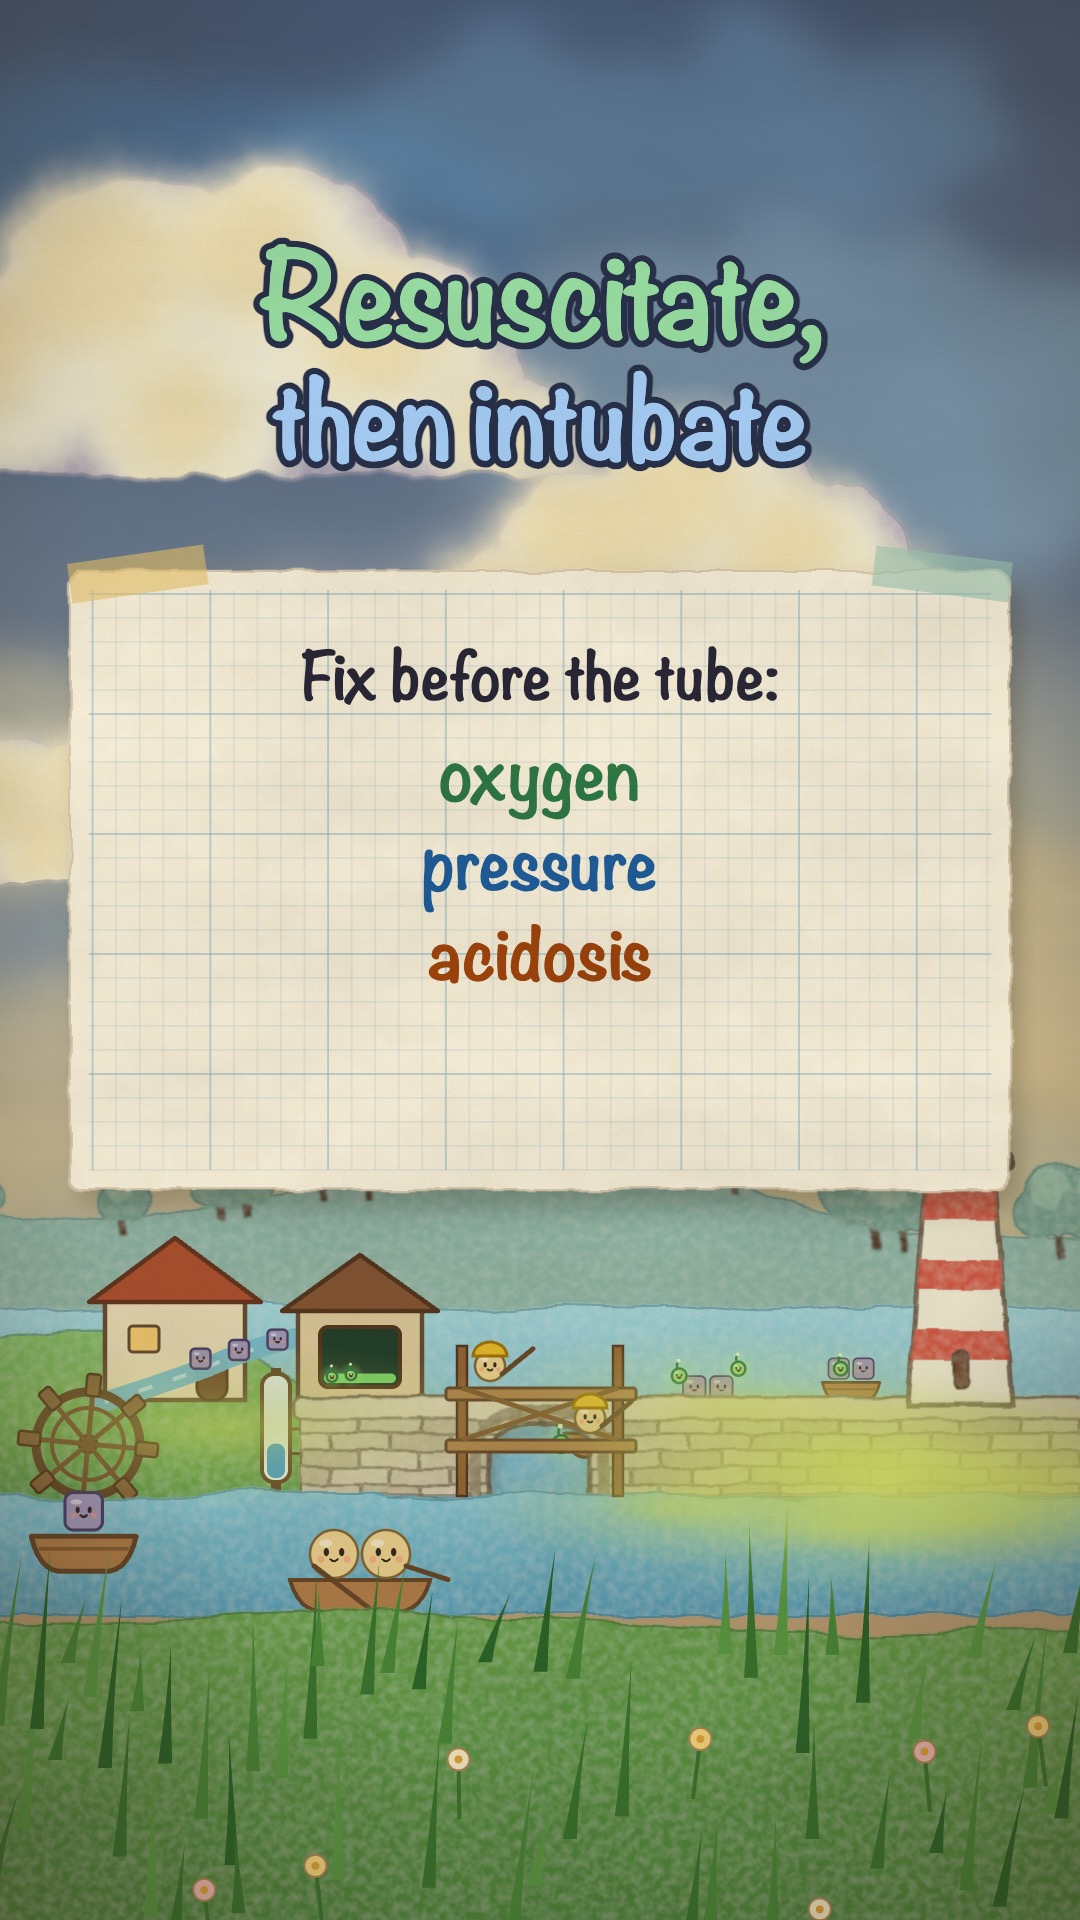 Resuscitate,
then intubate
Fix before the tube:
oxygen
pressure
acidosis